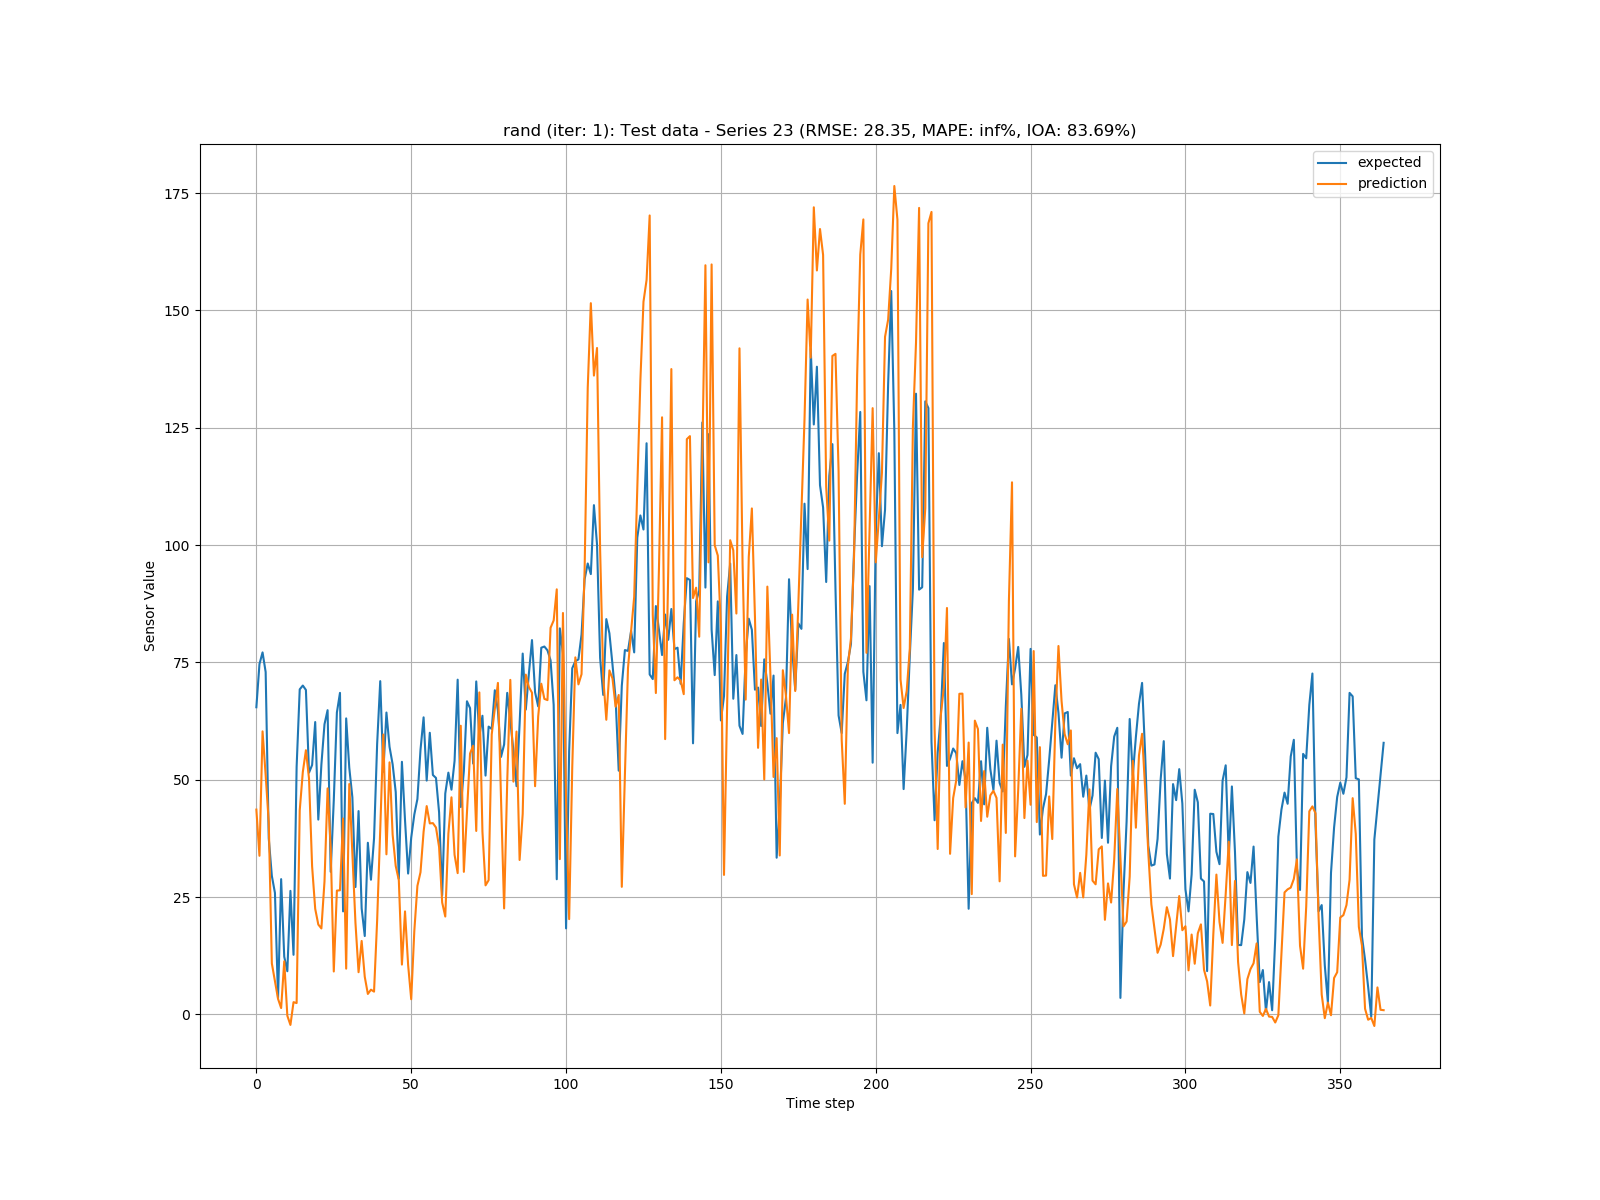 rand (iter: 1): Test data - Series 23 (RMSE: 28.35, MAPE: inf%, IOA: 83.69%)
expected
prediction
175
150
125
100
75
50
25
0
Sensor Value
0 50 100 150 200 250 300 350
Time step